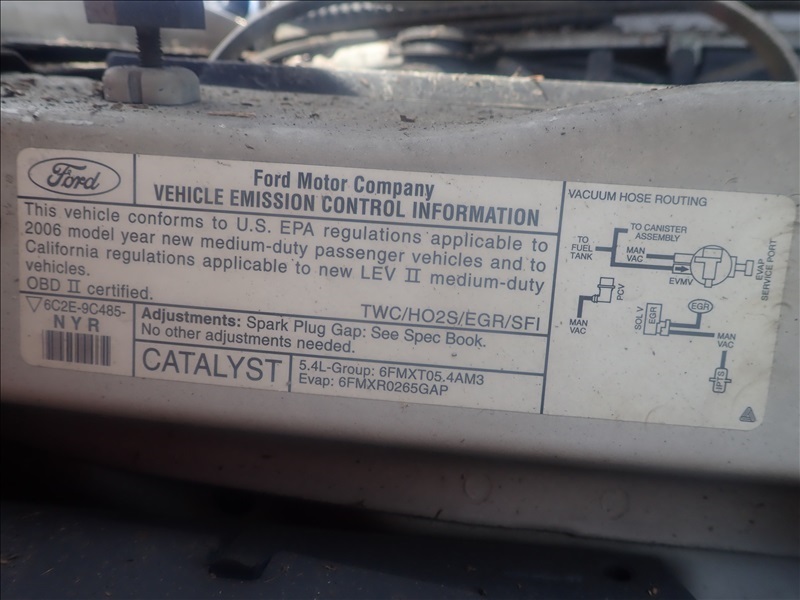 Ford
Ford Motor Company
VEHICLE EMISSION CONTROL INFORMATION
This vehicle conforms to U.S. EPA regulations applicable to
2006 model year new medium-duty passenger vehicles and to
California regulations applicable to new LEV II medium-duty
vehicles.
OBD II certified.
TWC/HO2S/EGR/SFI
6C2E-9C485-
NYR
Adjustments: Spark Plug Gap: See Spec Book.
No other adjustments needed.
CATALYST
5.4L-Group: 6FMXT05.4AM3
Evap: 6FMXR0265GAP
VACUUM HOSE ROUTING
TO CANISTER
ASSEMBLY
TO
FUEL
TANK
MAN
VAC
EVMV
EVAP
SERVICE PORT
PCV
MAN
VAC
SOL V
EGR
EGR
MAN
VAC
IPTS